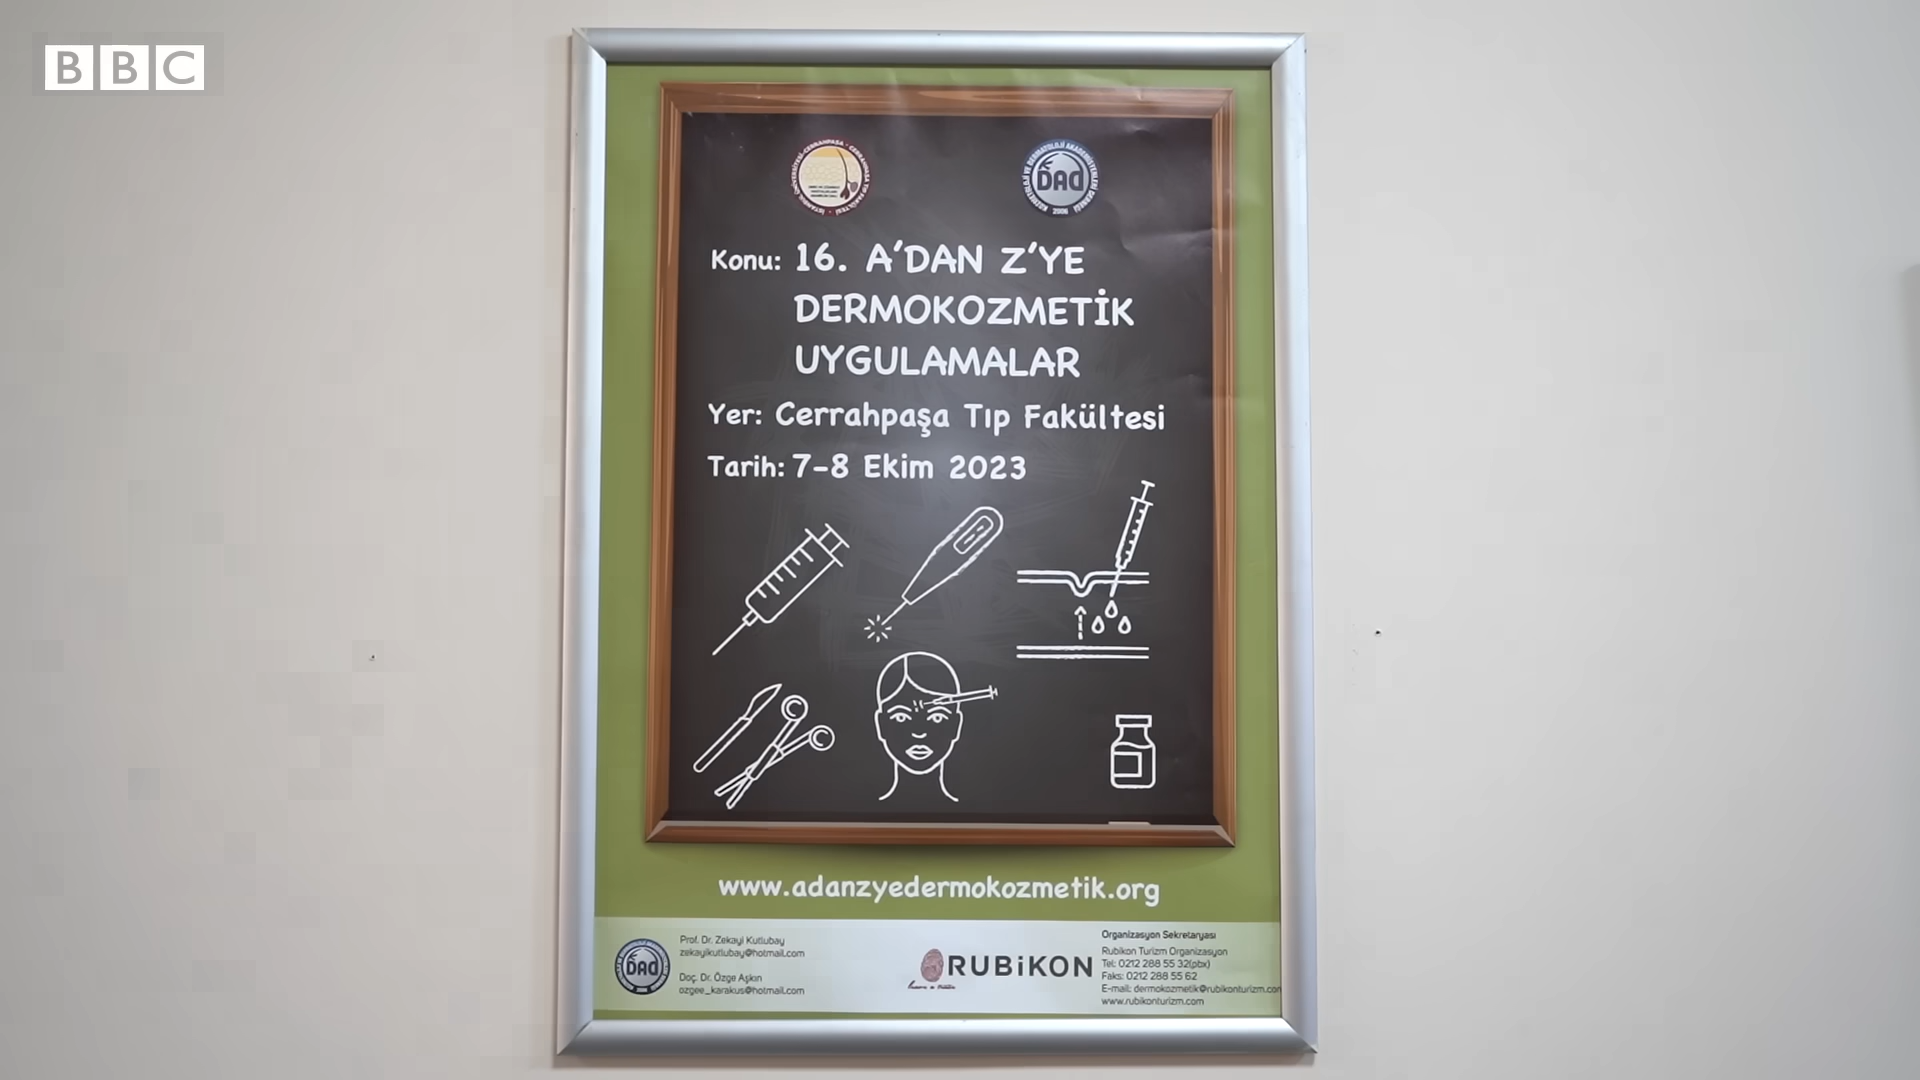 BBC
DAD
Konu: 16. A'DAN Z'YE
DERMOKOZMETİK
UYGULAMALAR
Yer: Cerrahpaşa Tıp Fakültesi
Tarih: 7-8 Ekim 2023
www.adanzyedermokozmetik.org
DAD
Prof. Dr. Zekayi Kutlubay
zekayikutlubay@hotmail.com
Doç. Dr. Özge Aşkın
ozgee_karakus@hotmail.com
RUBiKON
Organizasyon Sekretaryası
Rubikon Turizm Organizasyon
Tel: 0212 288 55 32(pbx)
Faks: 0212 288 55 62
E-mail: dermokozmetik@rubikonturizm.com
www.rubikonturizm.com